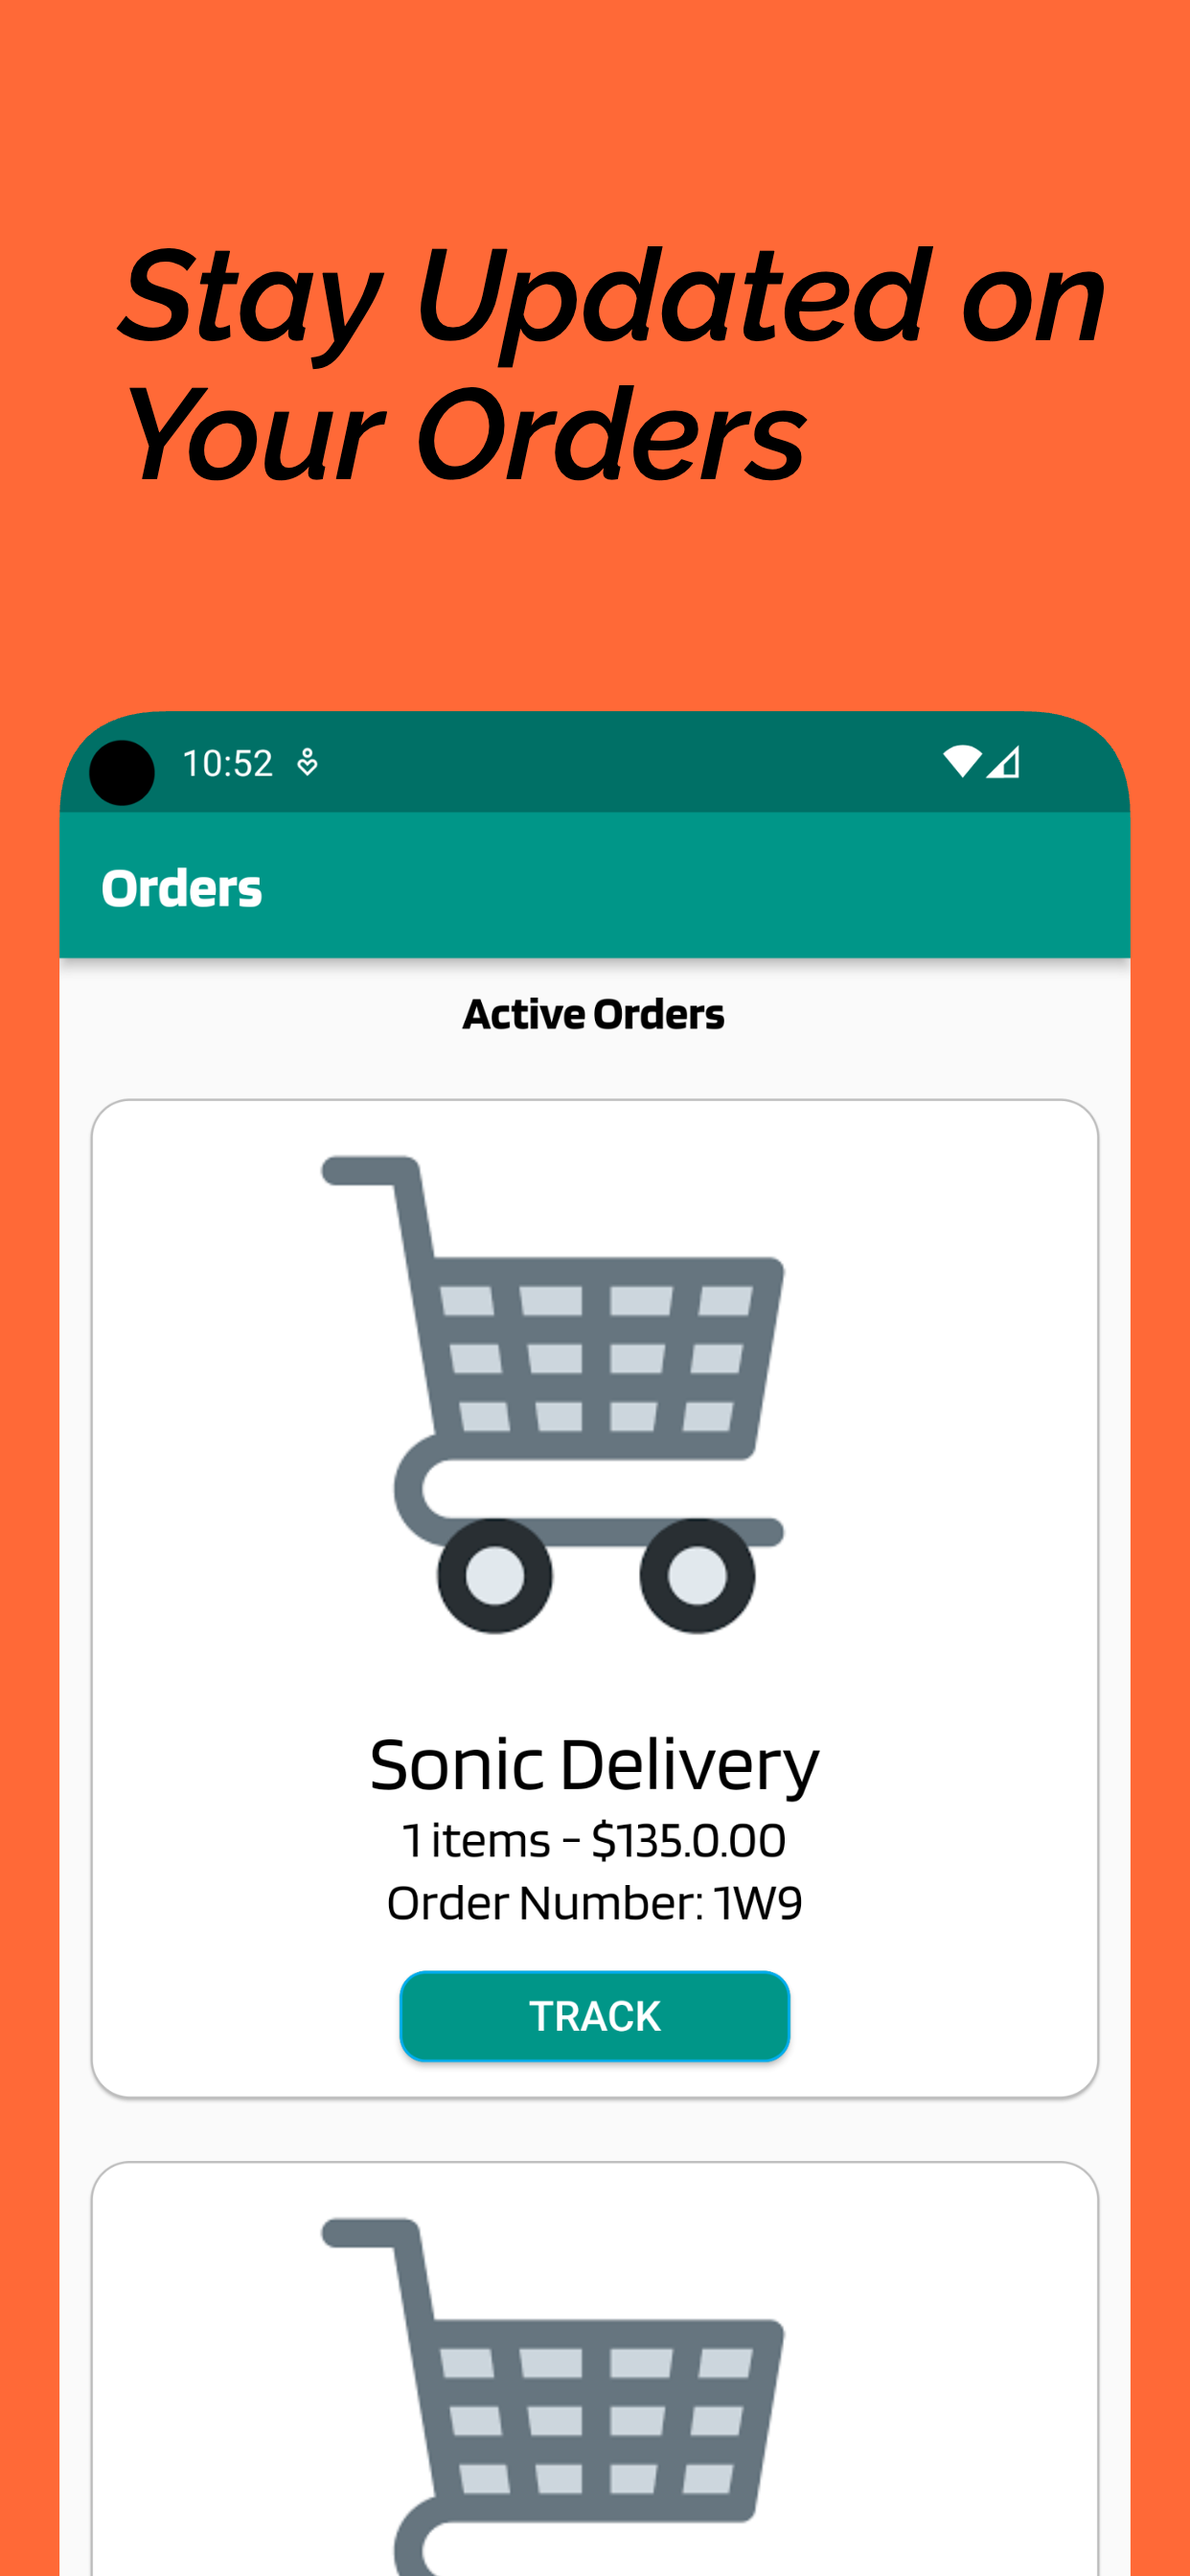 Stay Updated on
Your Orders
10:52
Orders
Active Orders
Sonic Delivery
1 items - $135.0.00
Order Number: 1W9
TRACK